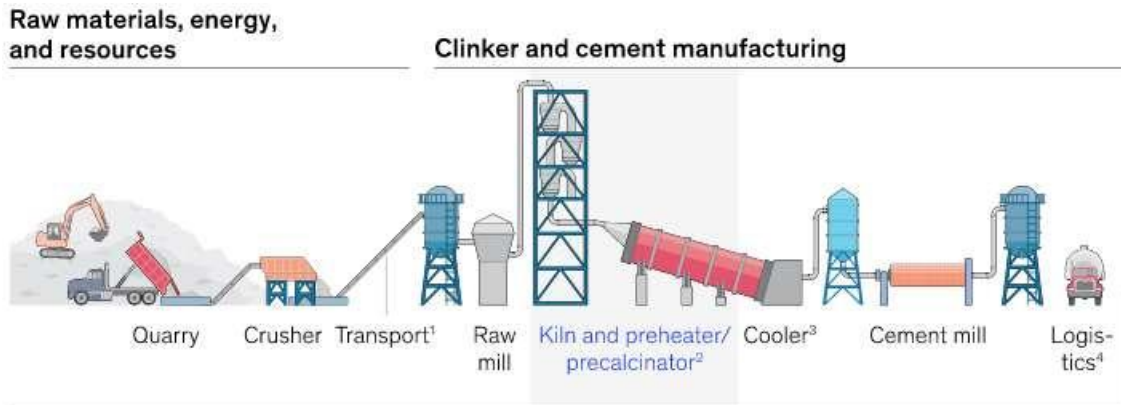 Raw materials, energy,
and resources
Clinker and cement manufacturing
Quarry
Crusher
Transport¹
Raw
mill
Kiln and preheater/
precalcinator²
Cooler³
Cement mill
Logis-
tics⁴